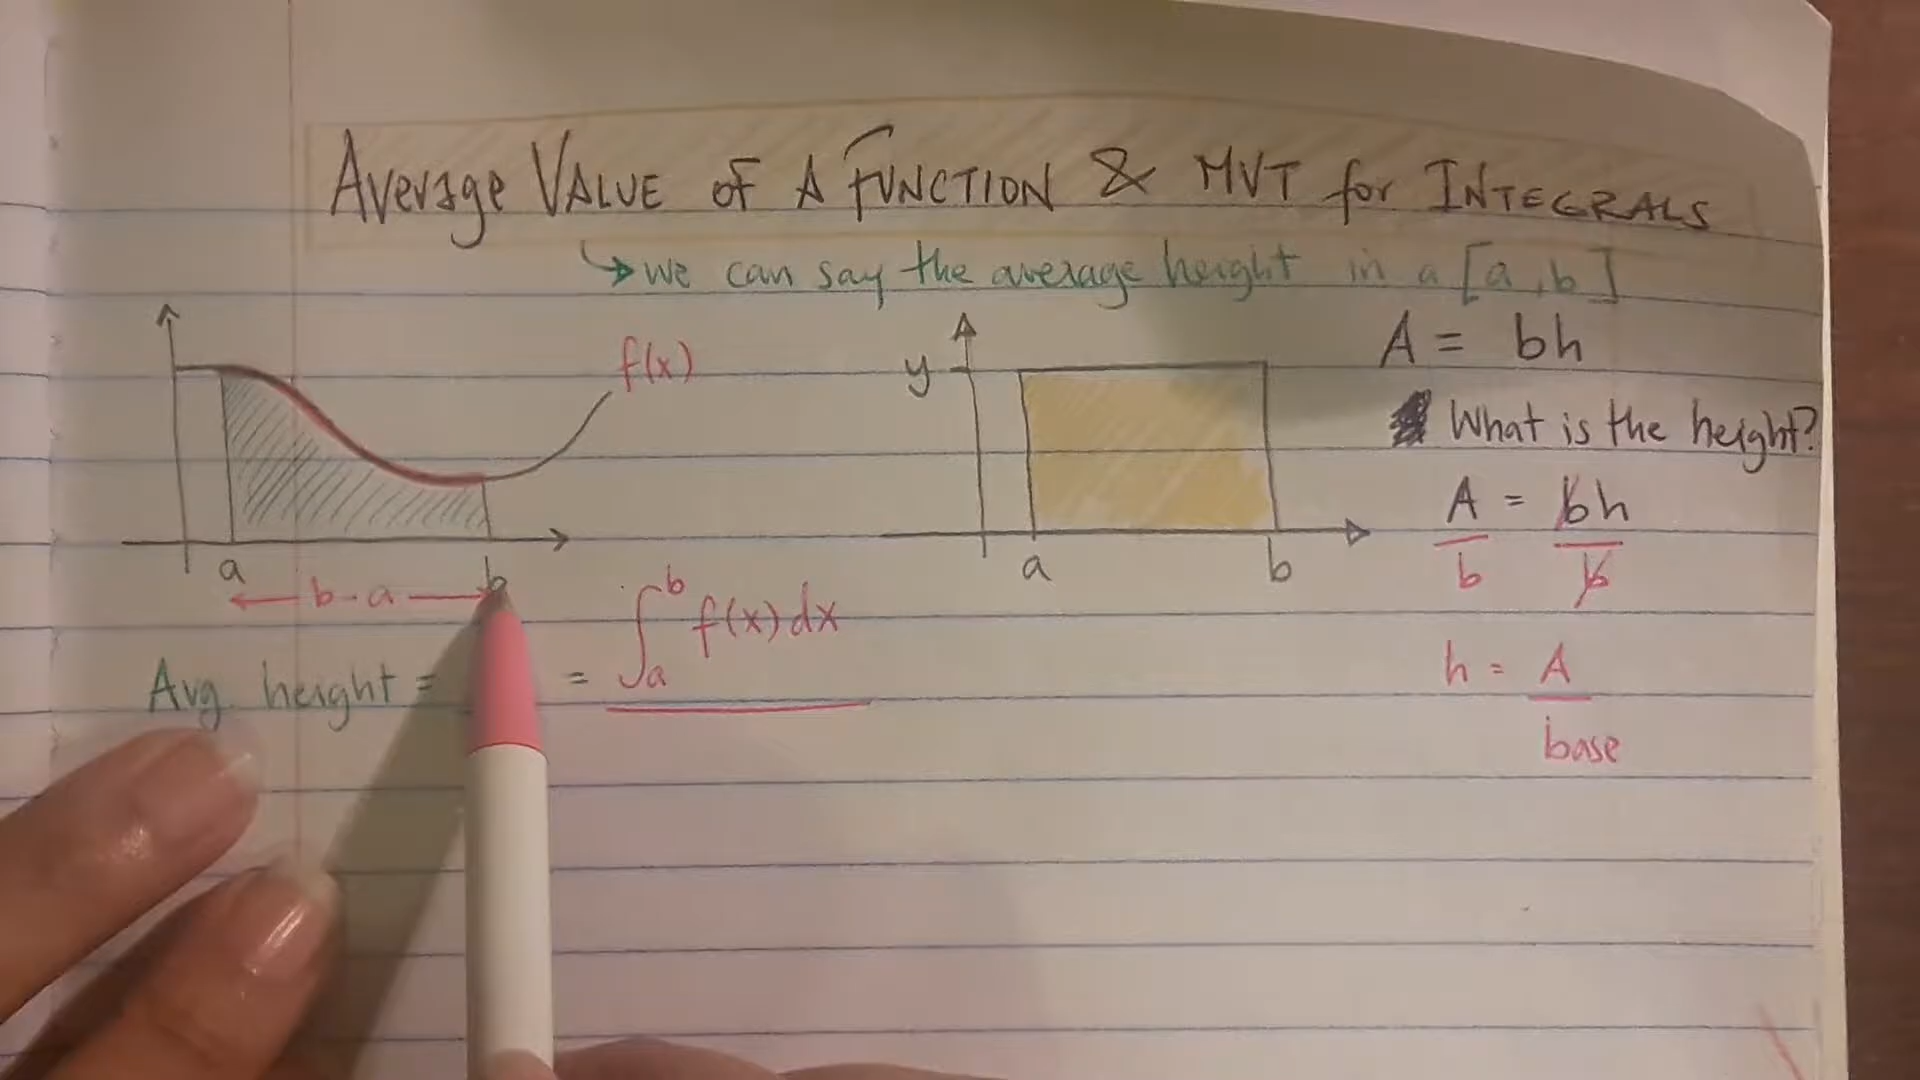 Average VALUE of A FUNCTION & MVT for INTEGRALS
↳ we can say the average height in a [a, b]
f(x)
a
b
b-a
Avg. height = = ∫_a^b f(x) dx
y
a
b
A = bh
What is the height?
A = bh
b b
h = A
base